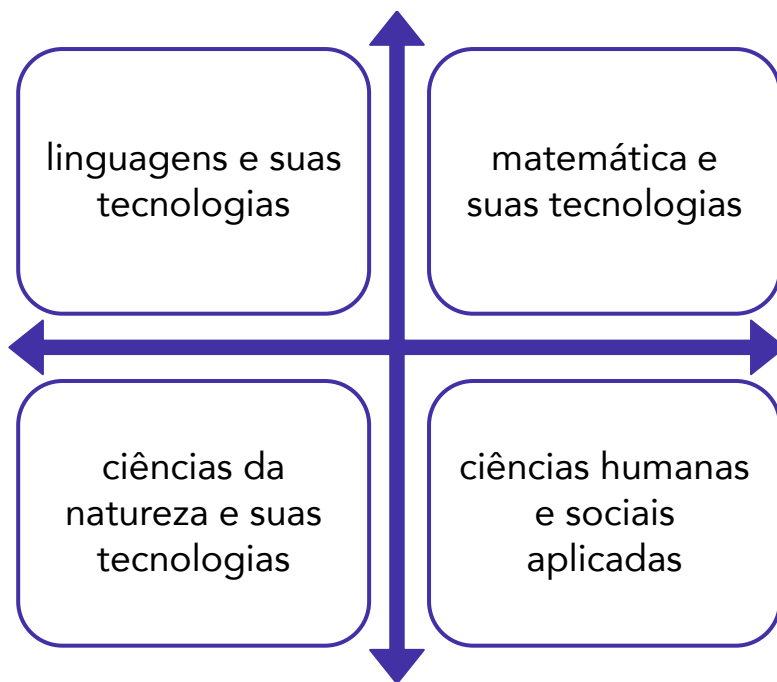 linguagens e suas
tecnologias
matemática e
suas tecnologias
ciências da
natureza e suas
tecnologias
ciências humanas
e sociais
aplicadas